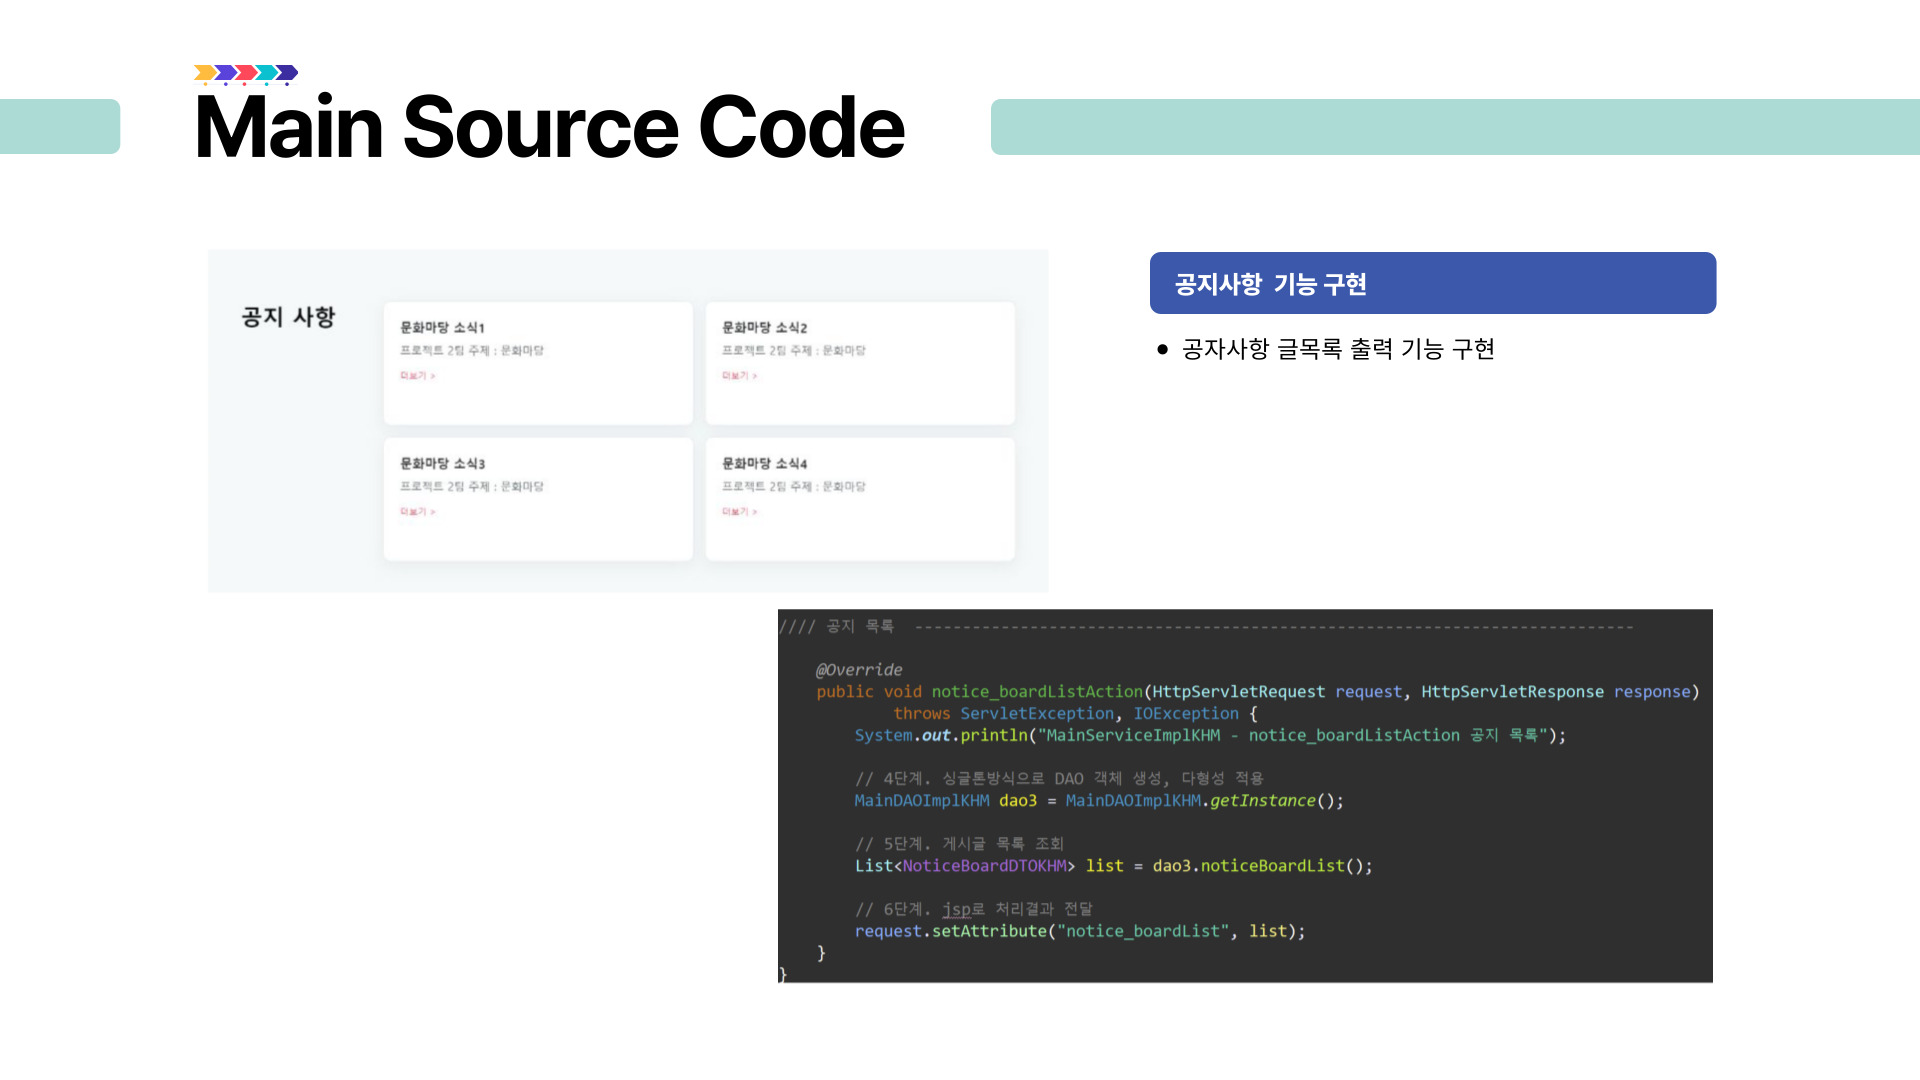 Main Source Code
공지 사항
문화마당 소식1
프로젝트 2팀 주제 : 문화마당
더보기 >
문화마당 소식2
프로젝트 2팀 주제 : 문화마당
더보기 >
문화마당 소식3
프로젝트 2팀 주제 : 문화마당
더보기 >
문화마당 소식4
프로젝트 2팀 주제 : 문화마당
더보기 >
공지사항 기능 구현
● 공자사항 글목록 출력 기능 구현
//// 공지 목록 ---------------------------------------------------------------------------
@Override
public void notice_boardListAction(HttpServletRequest request, HttpServletResponse response)
throws ServletException, IOException {
System.out.println("MainServiceImplKHM - notice_boardListAction 공지 목록");
// 4단계. 싱글톤방식으로 DAO 객체 생성, 다형성 적용
MainDAOImplKHM dao3 = MainDAOImplKHM.getInstance();
// 5단계. 게시글 목록 조회
List<NoticeBoardDTOKHM> list = dao3.noticeBoardList();
// 6단계. jsp로 처리결과 전달
request.setAttribute("notice_boardList", list);
}
}